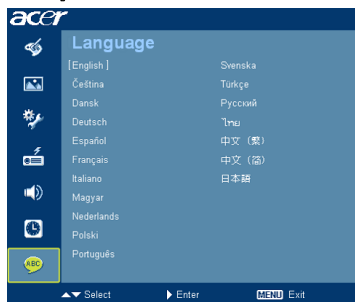 acer
Language
[ English ]
Čeština
Dansk
Deutsch
Español
Français
Italiano
Magyar
Nederlands
Polski
Português
Svenska
Türkçe
Русский
ไทย
中文 (繁)
中文 (简)
日本語
ABC
▲▼ Select ▶ Enter MENU Exit